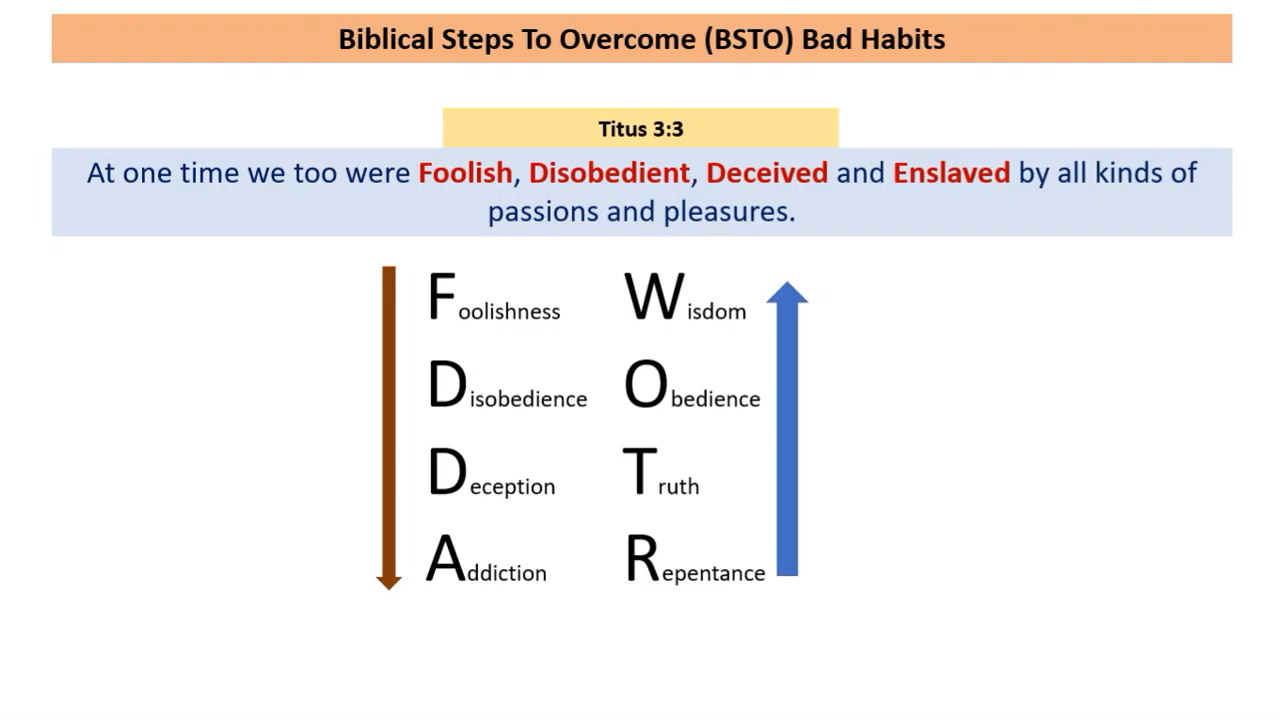 Biblical Steps To Overcome (BSTO) Bad Habits
Titus 3:3
At one time we too were Foolish, Disobedient, Deceived and Enslaved by all kinds of
passions and pleasures.
Foolishness Wisdom
Disobedience Obedience
Deception Truth
Addiction Repentance